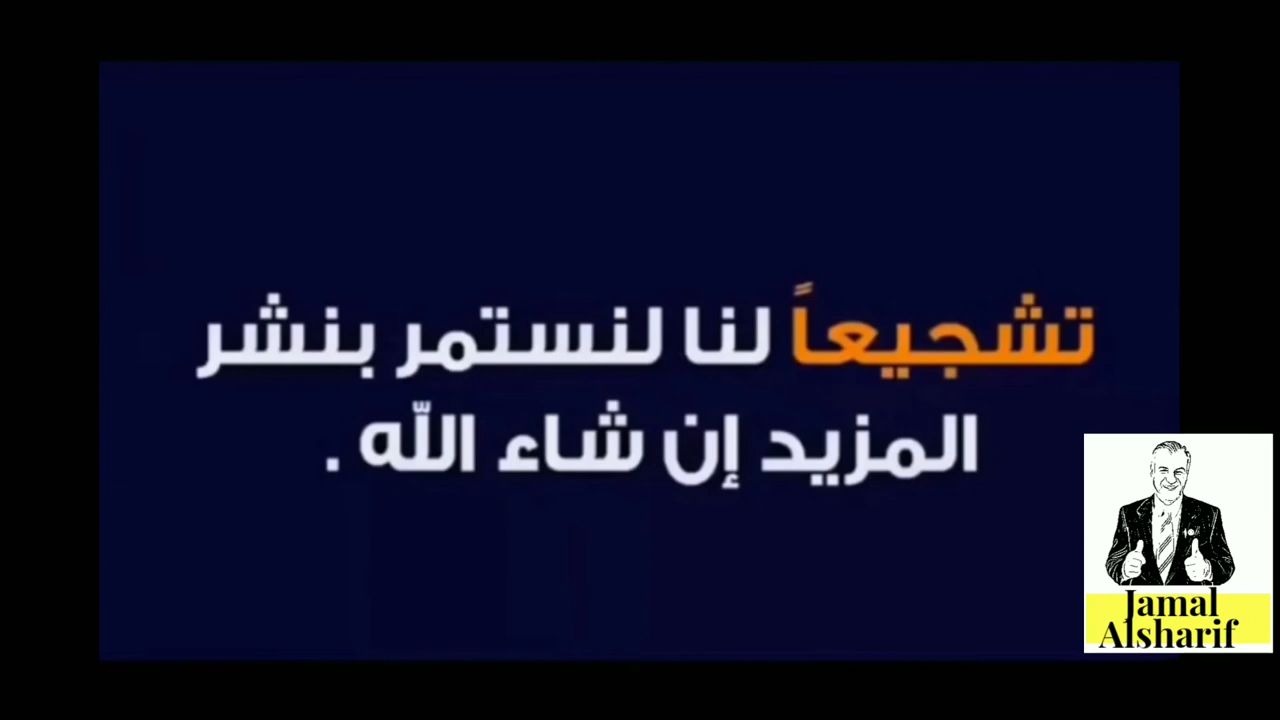 تشجيعاً لنا لنستمر بنشر
المزيد إن شاء الله .
Jamal
Alsharif